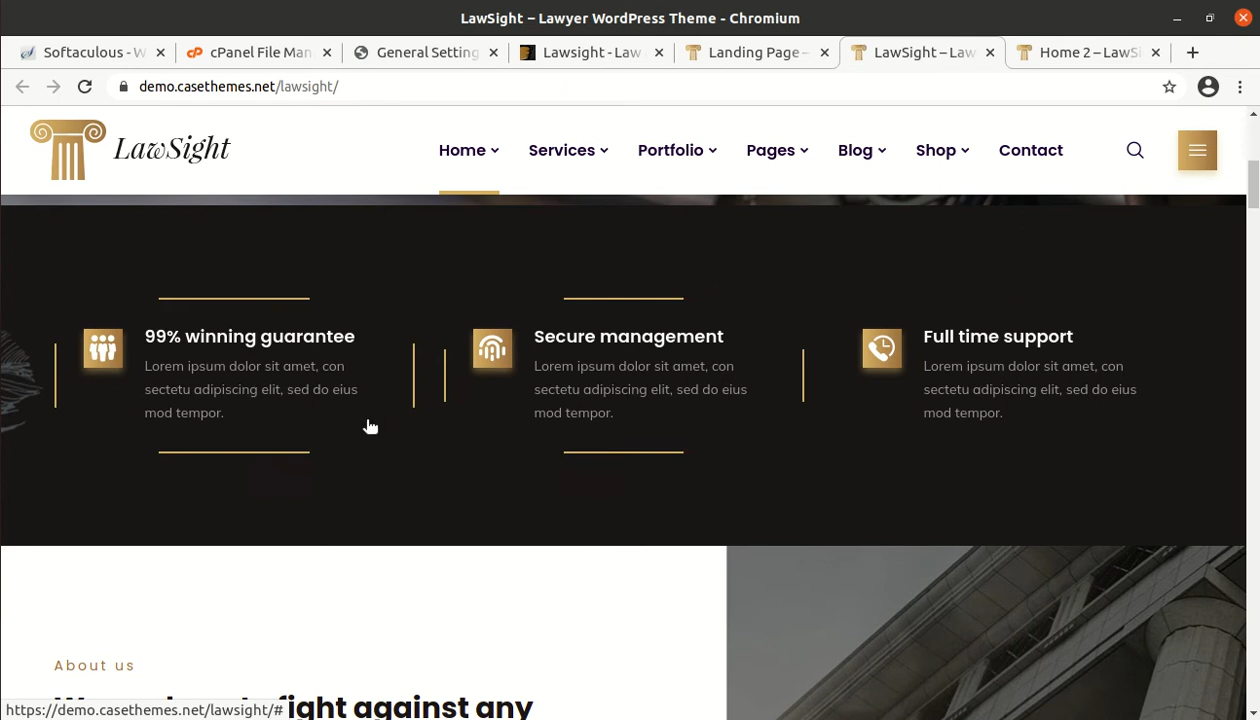 LawSight – Lawyer WordPress Theme - Chromium
Softaculous - W
cPanel File Man
General Setting
Lawsight - Law
Landing Page –
LawSight – Law
Home 2 – LawSi
demo.casethemes.net/lawsight/
LawSight
Home
Services
Portfolio
Pages
Blog
Shop
Contact
99% winning guarantee
Lorem ipsum dolor sit amet, con
sectetu adipiscing elit, sed do eius
mod tempor.
Secure management
Lorem ipsum dolor sit amet, con
sectetu adipiscing elit, sed do eius
mod tempor.
Full time support
Lorem ipsum dolor sit amet, con
sectetu adipiscing elit, sed do eius
mod tempor.
About us
fight against any
https://demo.casethemes.net/lawsight/#